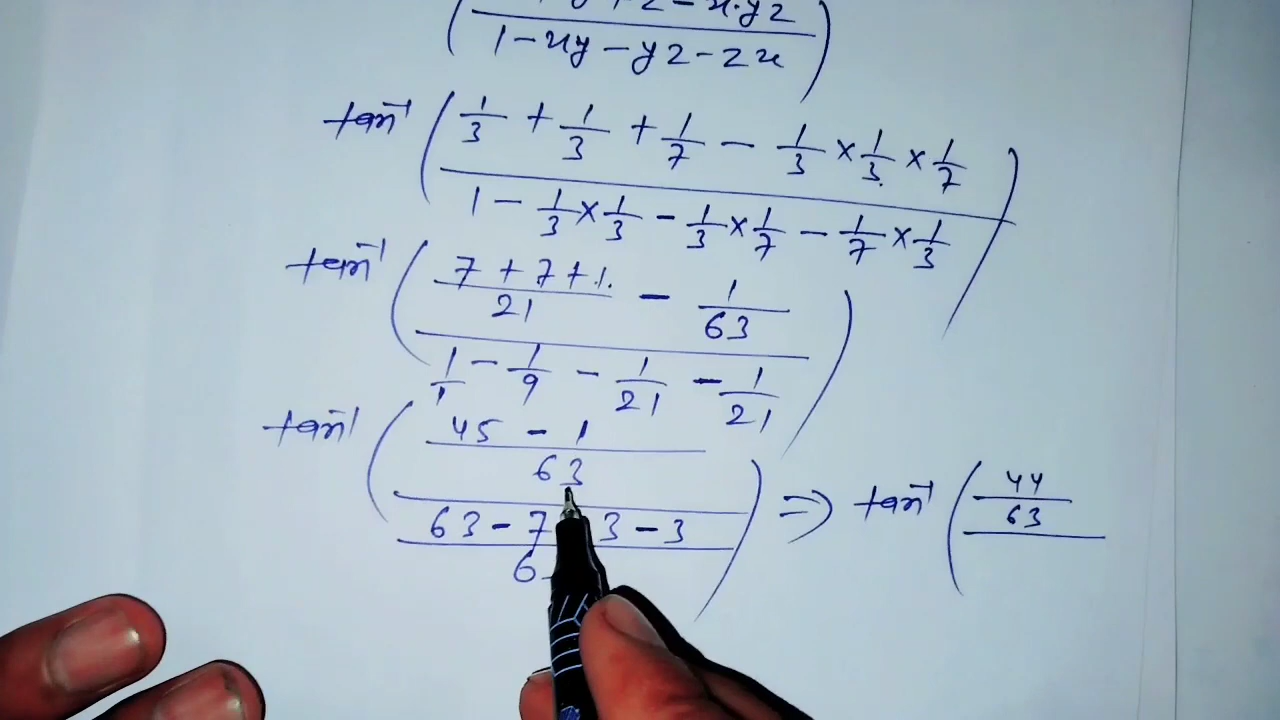 + z - x.yz
1 - xy - yz - zx
tan⁻¹ ( 1/3 + 1/3 + 1/7 - 1/3 × 1/3 × 1/7
1 - 1/3 × 1/3 - 1/3 × 1/7 - 1/7 × 1/3 )
tan⁻¹ ( 7 + 7 + 1 / 21 - 1/63
1/1 - 1/9 - 1/21 - 1/21 )
tan⁻¹ ( 45 - 1 / 63
63 - 7 3 - 3 / 6 ) ⇒ tan⁻¹ ( 44/63